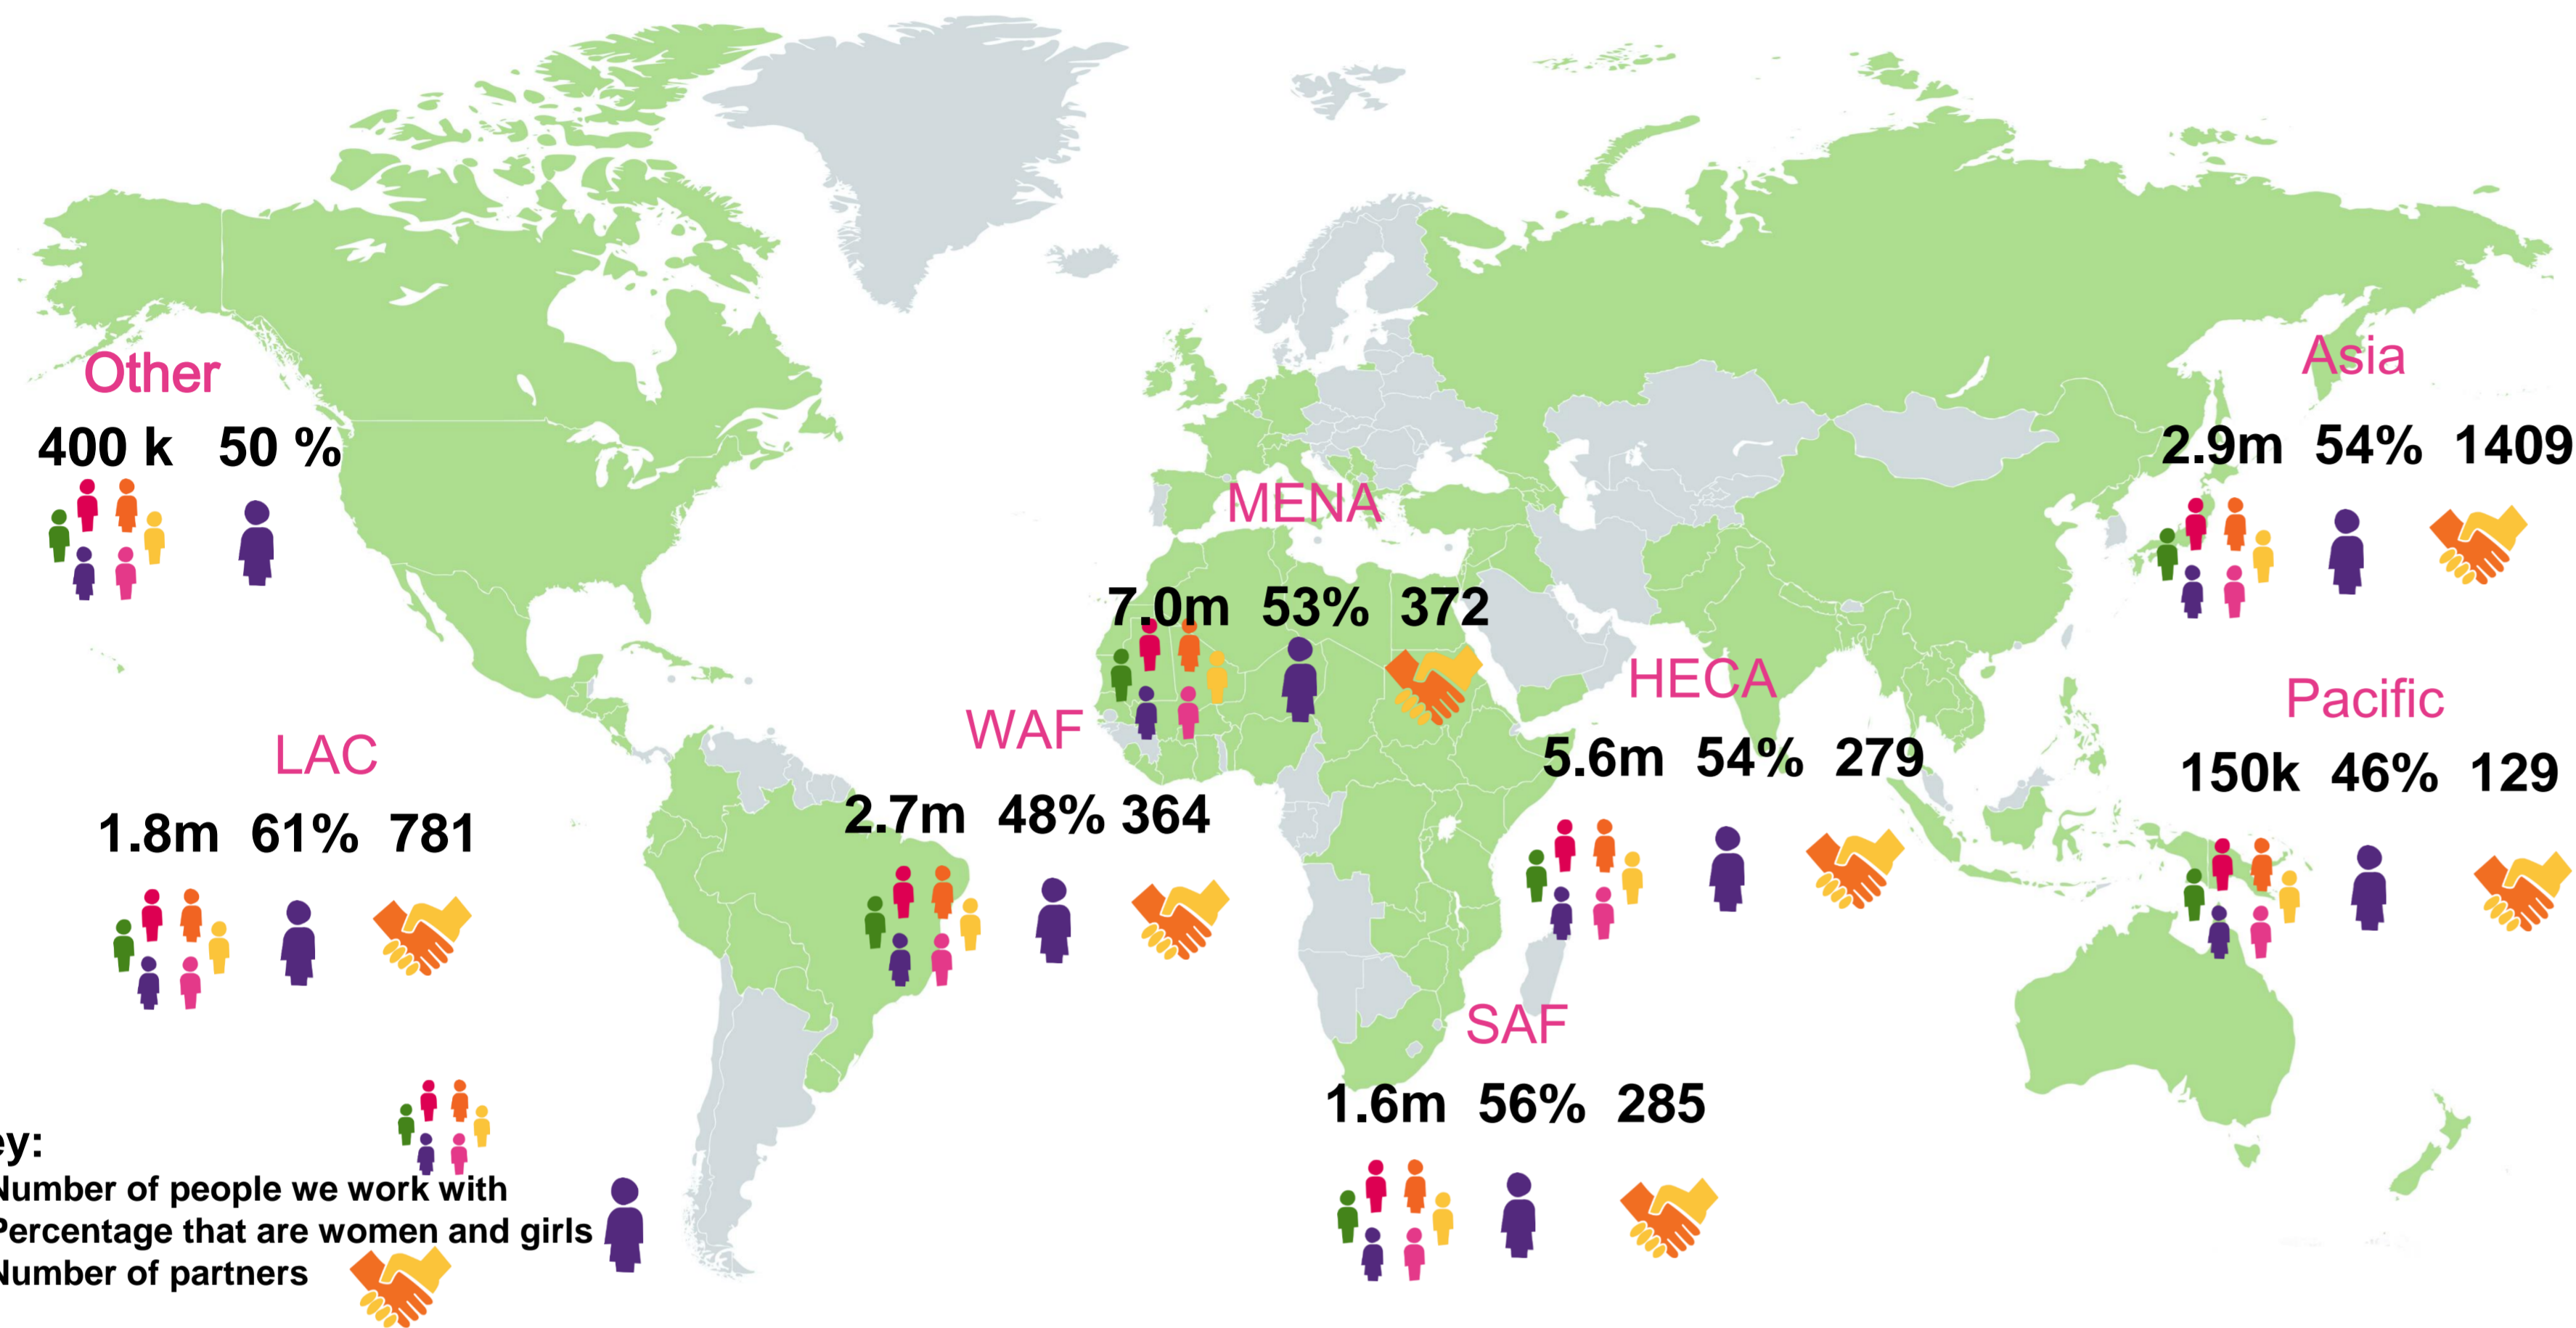 Other
400 k 50 %
Asia
2.9m 54% 1409
MENA
7.0m 53% 372
HECA
5.6m 54% 279
Pacific
150k 46% 129
WAF
2.7m 48% 364
LAC
1.8m 61% 781
SAF
1.6m 56% 285
ey:
Number of people we work with
Percentage that are women and girls
Number of partners